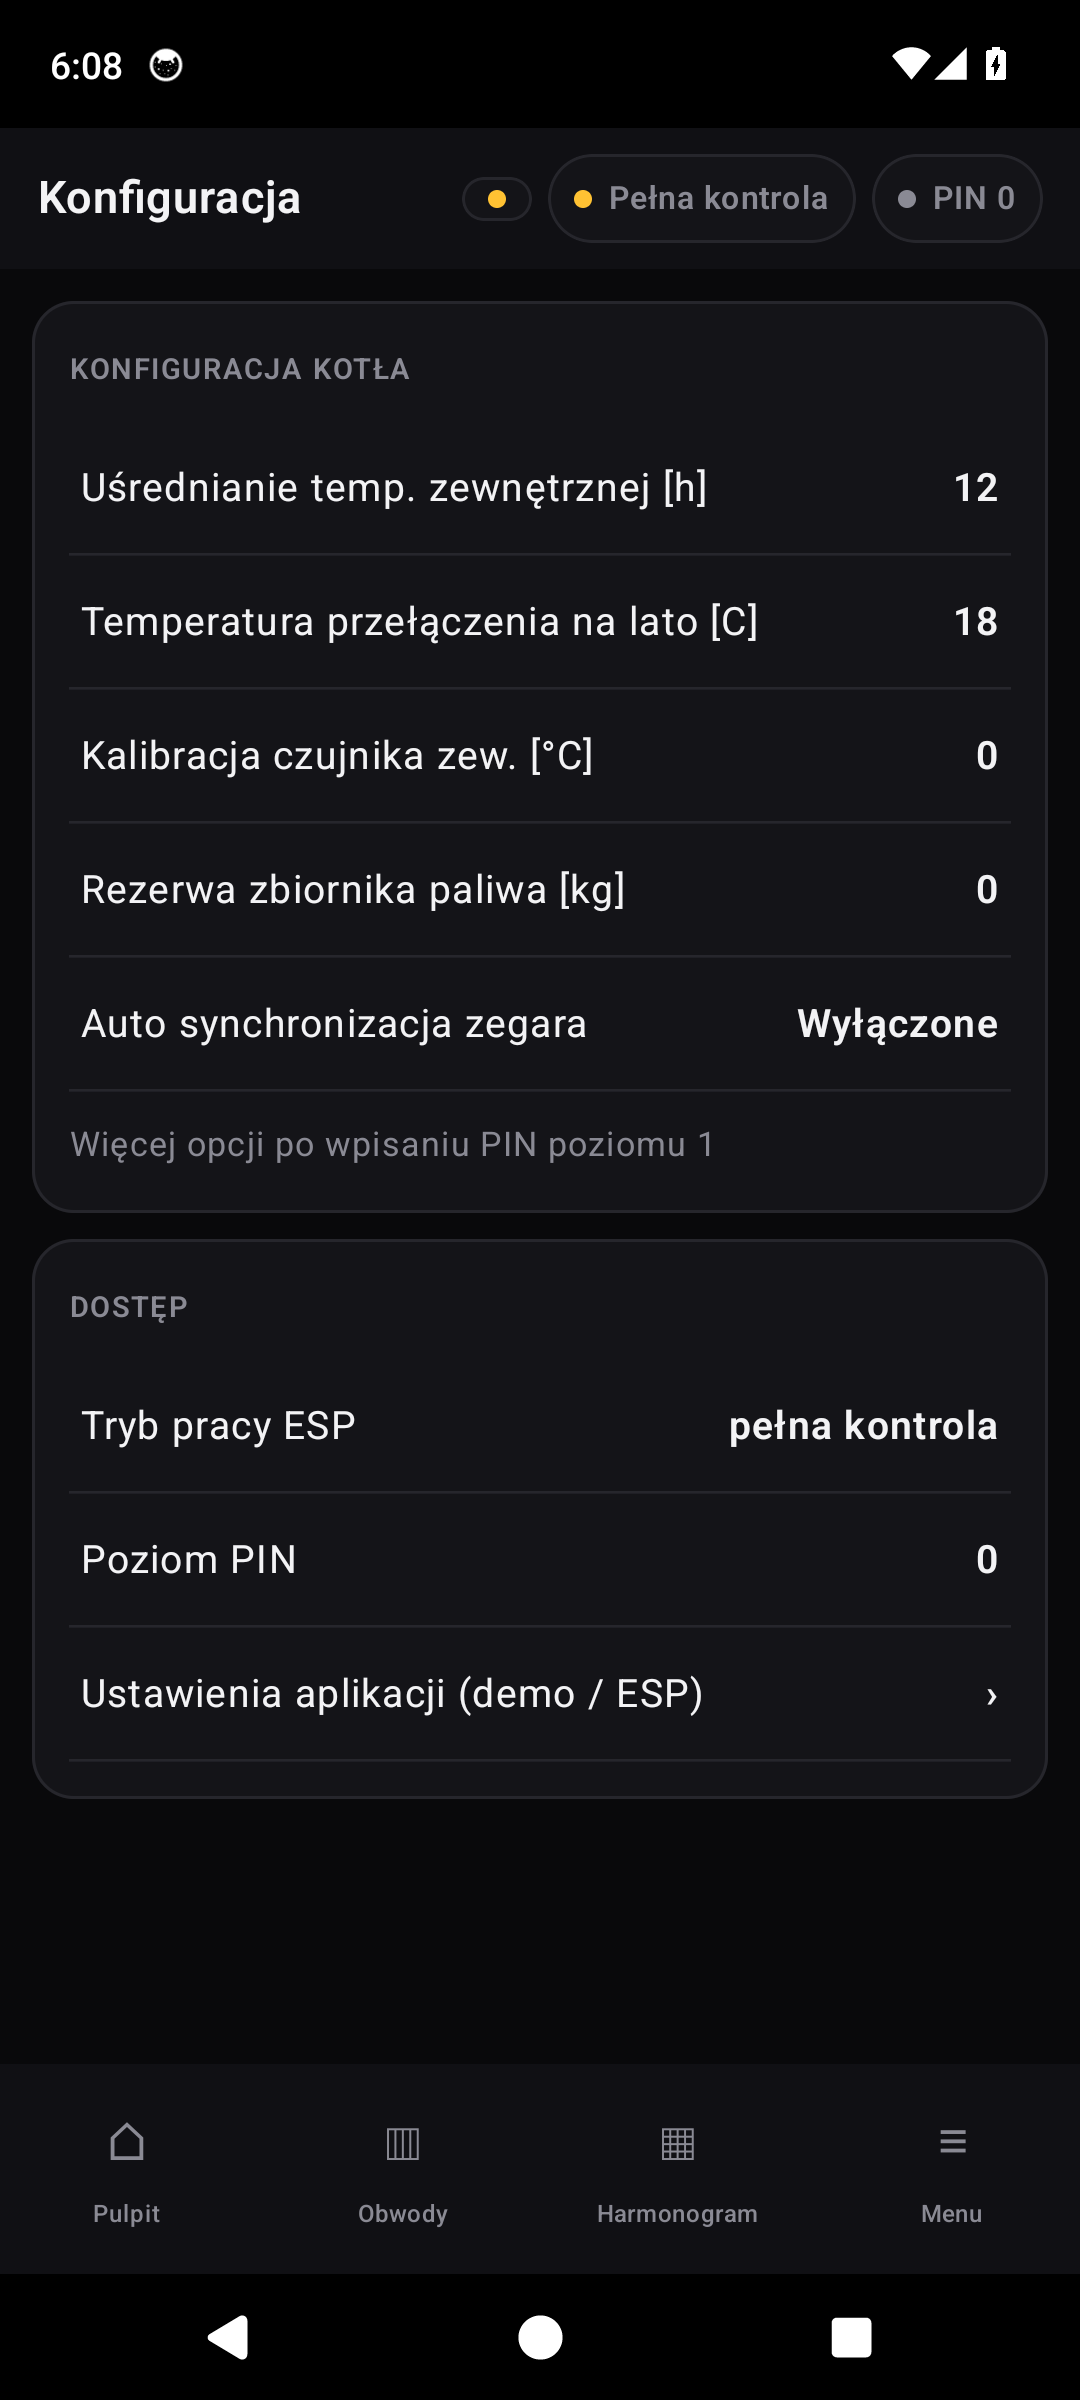 6:08
Konfiguracja
Pełna kontrola
PIN 0
KONFIGURACJA KOTŁA
Uśrednianie temp. zewnętrznej [h] 12
Temperatura przełączenia na lato [C] 18
Kalibracja czujnika zew. [°C] 0
Rezerwa zbiornika paliwa [kg] 0
Auto synchronizacja zegara Wyłączone
Więcej opcji po wpisaniu PIN poziomu 1
DOSTĘP
Tryb pracy ESP pełna kontrola
Poziom PIN 0
Ustawienia aplikacji (demo / ESP) ›
Pulpit
Obwody
Harmonogram
Menu